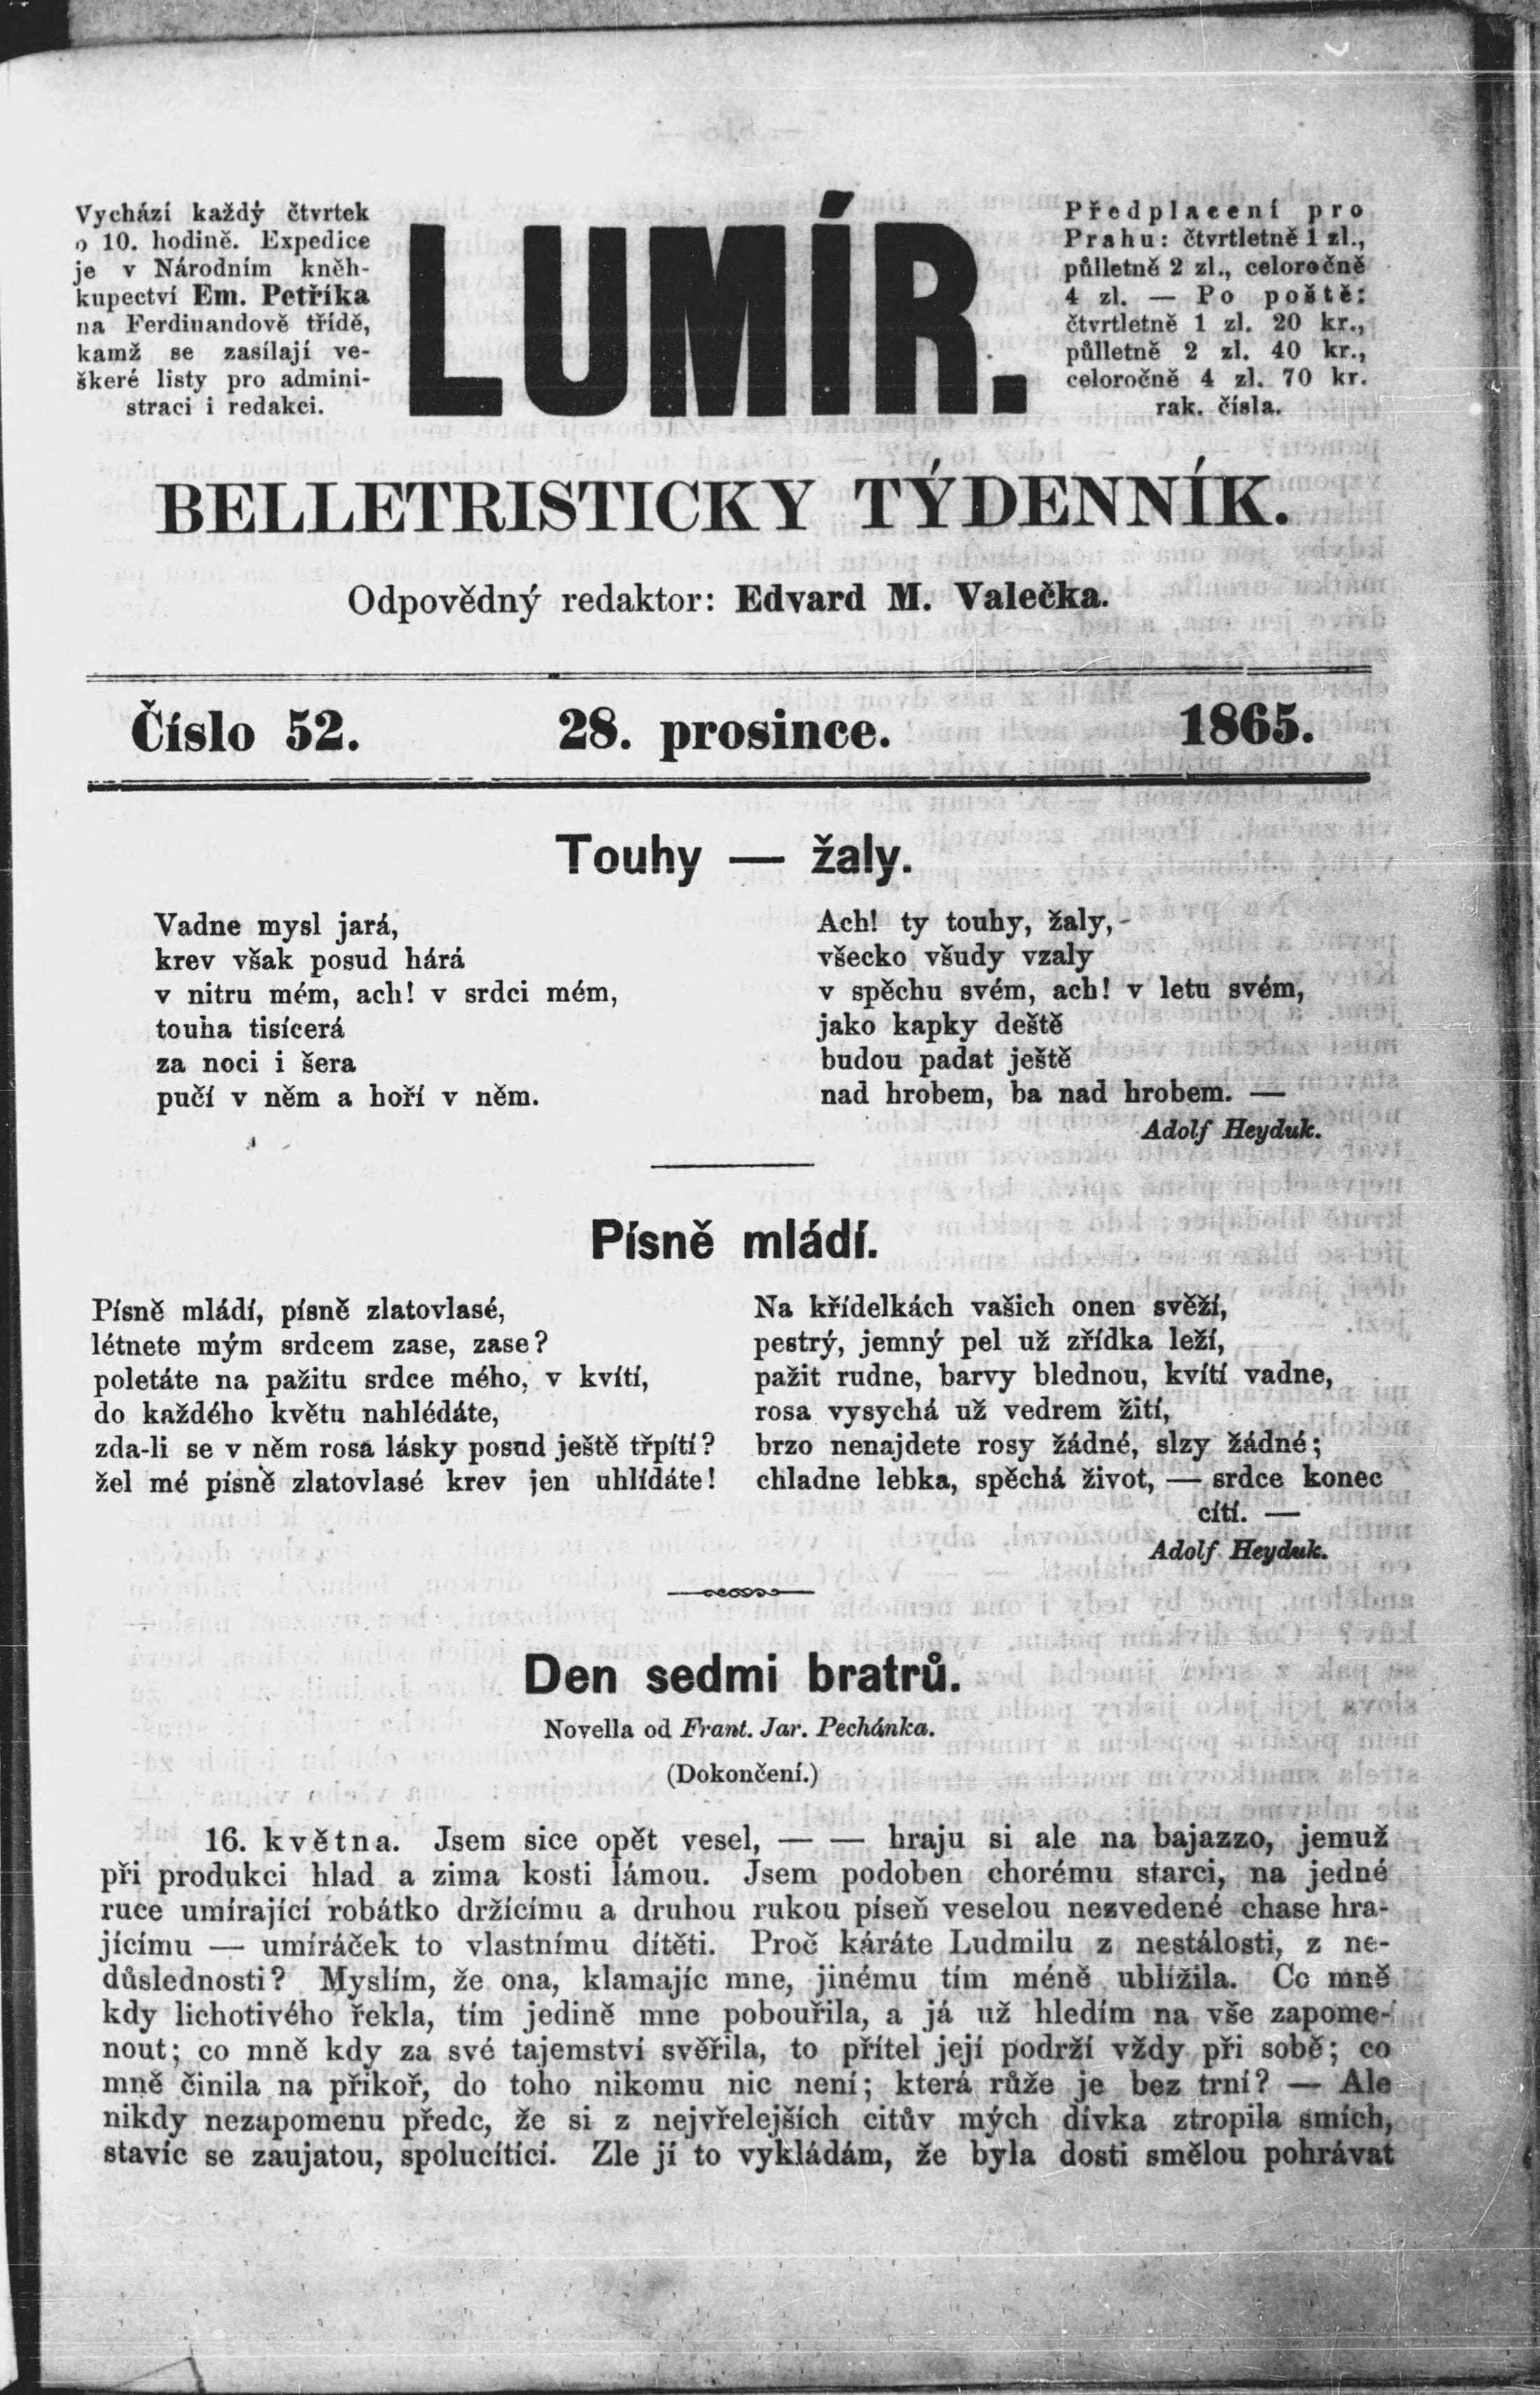 Vychází každý čtvrtek
o 10. hodině. Expedice
je v Národním kněh-
kupectví Em. Petříka
na Ferdinandově třídě,
kamž se zasílají ve-
škeré listy pro admini-
straci i redakci.
LUMÍR.
Předplacení pro
Prahu: čtvrtletně 1 zl.,
půlletně 2 zl., celoročně
4 zl. — Po poště:
čtvrtletně 1 zl. 20 kr.,
půlletně 2 zl. 40 kr.,
celoročně 4 zl. 70 kr.
rak. čísla.
BELLETRISTICKÝ TÝDENNÍK.
Odpovědný redaktor: Edvard M. Valečka.
Číslo 52. 28. prosince. 1865.
Touhy — žaly.
Vadne mysl jará,
krev však posud hárá
v nitru mém, ach! v srdci mém,
touha tisícerá
za noci i šera
pučí v něm a hoří v něm.
Ach! ty touhy, žaly,
všecko všudy vzaly
v spěchu svém, ach! v letu svém,
jako kapky deště
budou padat ještě
nad hrobem, ba nad hrobem. —
Adolf Heyduk.
Písně mládí.
Písně mládí, písně zlatovlasé,
létnete mým srdcem zase, zase?
poletáte na pažitu srdce mého, v kvítí,
do každého květu nahlédáte,
zda-li se v něm rosa lásky posud ještě třpítí?
žel mé písně zlatovlasé krev jen uhlídáte!
Na křídelkách vašich onen svěží,
pestrý, jemný pel už zřídka leží,
pažit rudne, barvy blednou, kvítí vadne,
rosa vysychá už vedrem žití,
brzo nenajdete rosy žádné, slzy žádné;
chladne lebka, spěchá život, — srdce konec
cítí. —
Adolf Heyduk.
Den sedmi bratrů.
Novella od Frant. Jar. Pechánka.
(Dokončení.)
16. května. Jsem sice opět vesel, — — hraju si ale na bajazzo, jemuž
při produkci hlad a zima kosti lámou. Jsem podoben chorému starci, na jedné
ruce umírající robátko držícímu a druhou rukou píseň veselou nezvedené chase hra-
jícímu — umíráček to vlastnímu dítěti. Proč káráte Ludmilu z nestálosti, z ne-
důslednosti? Myslím, že ona, klamajíc mne, jinému tím méně ublížila. Co mně
kdy lichotivého řekla, tím jedině mne pobouřila, a já už hledím na vše zapome-
nout; co mně kdy za své tajemství svěřila, to přítel její podrží vždy při sobě; co
mně činila na příkoř, do toho nikomu nic není; která růže je bez trní? — Ale
nikdy nezapomenu předc, že si z nejvřelejších citův mých dívka ztropila smích,
stavíc se zaujatou, spolucítící. Zle jí to vykládám, že byla dosti smělou pohrávat